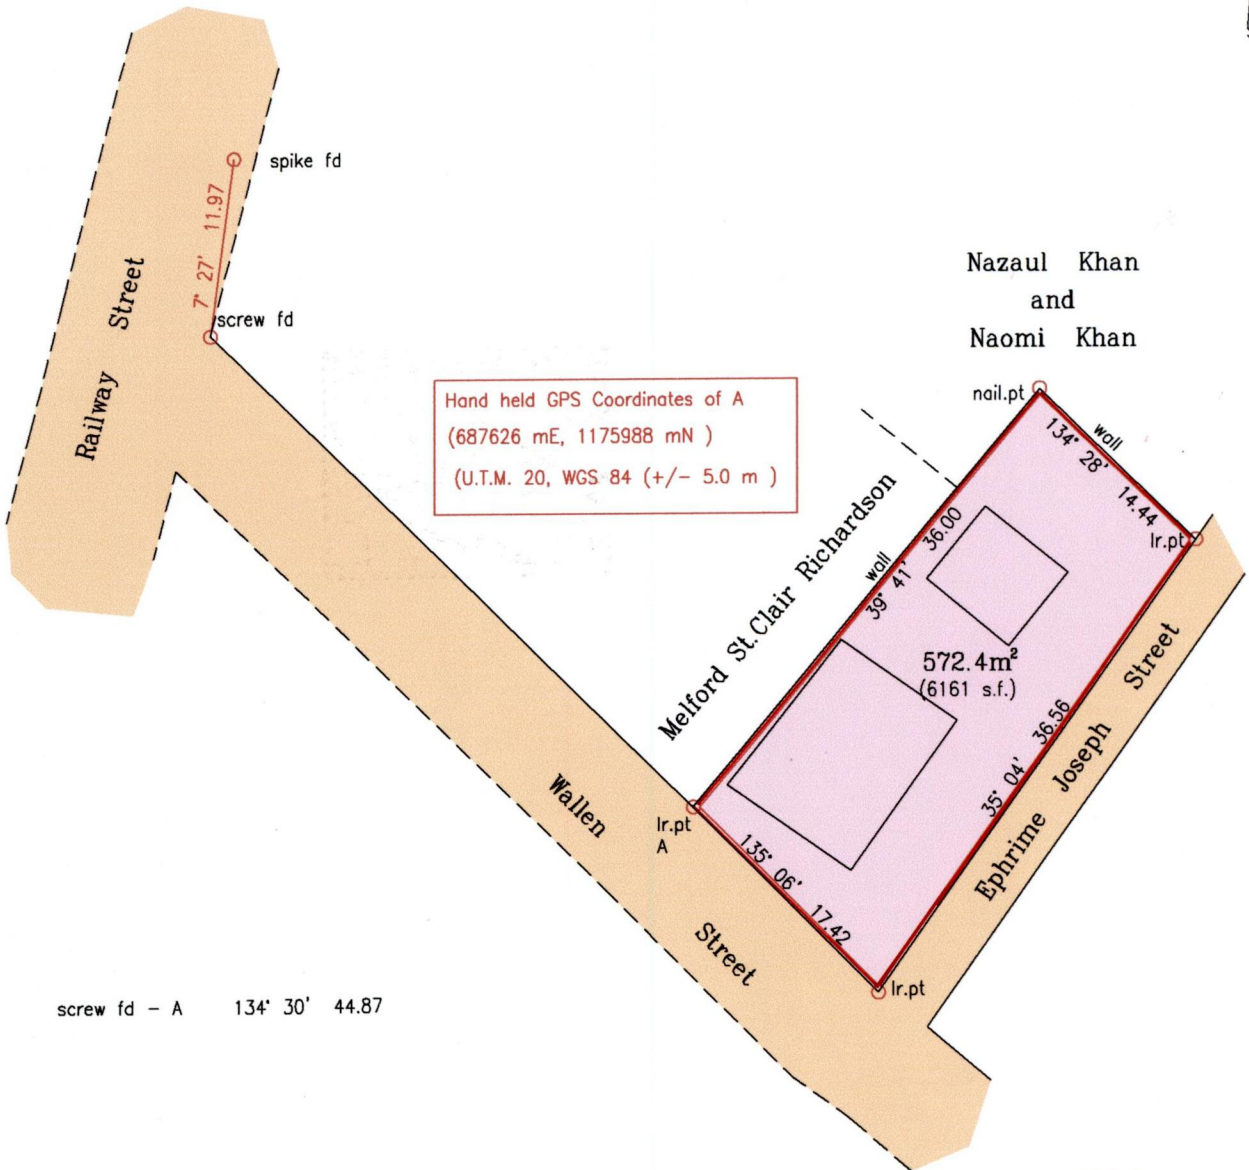 spike fd
7° 27' 11.97
Railway Street
screw fd
Nazaul Khan
and
Naomi Khan
nail.pt
Hand held GPS Coordinates of A
(687626 mE, 1175988 mN )
(U.T.M. 20, WGS 84 (+/- 5.0 m )
wall
134° 28' 14.44
Ir.pt
Melford St.Clair Richardson
wall
39° 41' 36.00
572.4m²
(6161 s.f.)
35° 04' 36.56
Ephrime Joseph Street
Ir.pt
A
135° 06' 17.42
Wallen Street
Ir.pt
screw fd - A 134° 30' 44.87